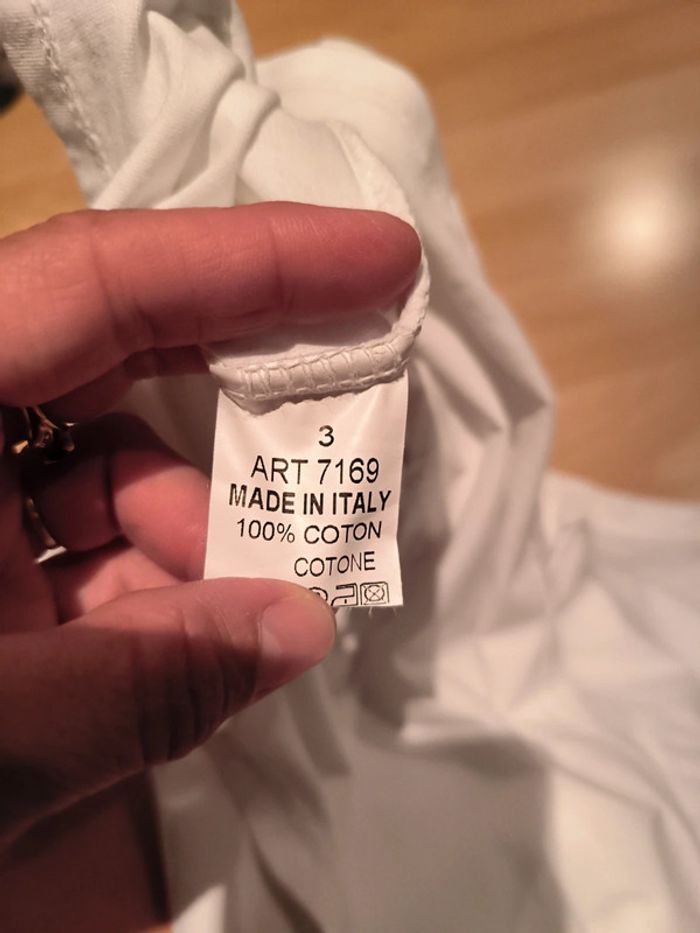 3
ART 7169
MADE IN ITALY
100% COTON
COTONE